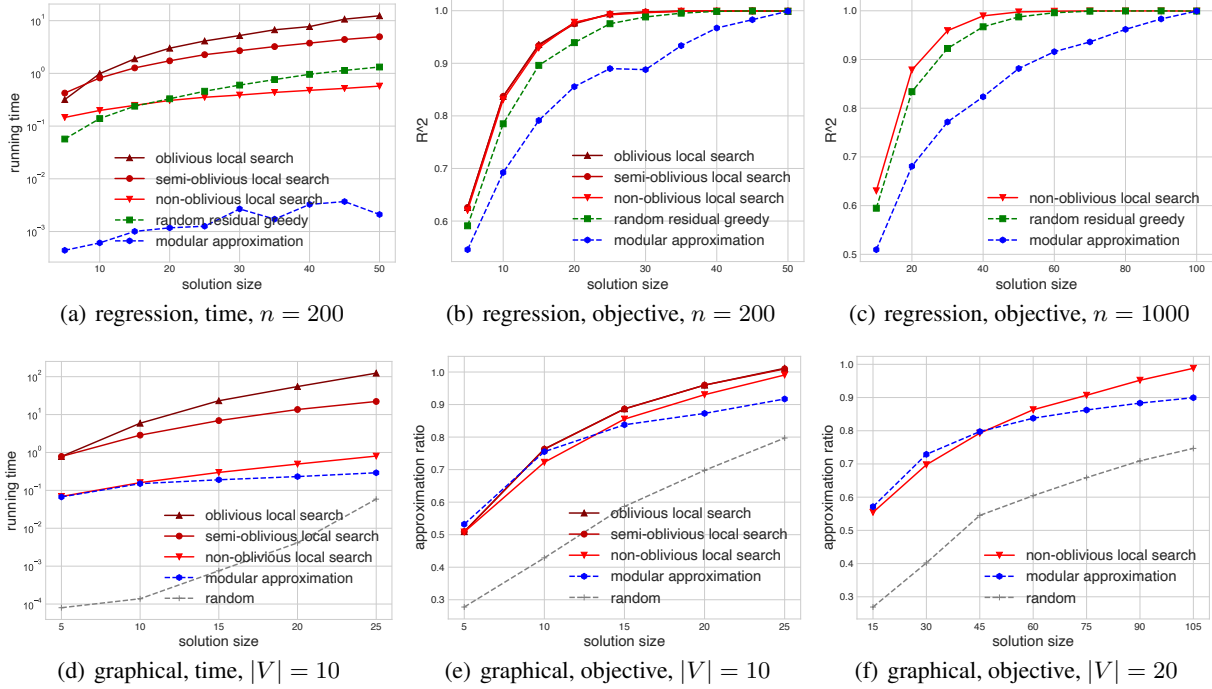 running time
10^1
10^0
10^-1
10^-2
10^-3
oblivious local search
semi-oblivious local search
non-oblivious local search
random residual greedy
modular approximation
10 20 30 40 50
solution size
(a) regression, time, n = 200
R^2
1.0
0.9
0.8
0.7
0.6
oblivious local search
semi-oblivious local search
non-oblivious local search
random residual greedy
modular approximation
10 20 30 40 50
solution size
(b) regression, objective, n = 200
R^2
1.0
0.9
0.8
0.7
0.6
0.5
non-oblivious local search
random residual greedy
modular approximation
20 40 60 80 100
solution size
(c) regression, objective, n = 1000
running time
10^2
10^1
10^0
10^-1
10^-2
10^-3
10^-4
oblivious local search
semi-oblivious local search
non-oblivious local search
modular approximation
random
5 10 15 20 25
solution size
(d) graphical, time, |V| = 10
approximation ratio
1.0
0.9
0.8
0.7
0.6
0.5
0.4
0.3
oblivious local search
semi-oblivious local search
non-oblivious local search
modular approximation
random
5 10 15 20 25
solution size
(e) graphical, objective, |V| = 10
approximation ratio
1.0
0.9
0.8
0.7
0.6
0.5
0.4
0.3
non-oblivious local search
modular approximation
random
15 30 45 60 75 90 105
solution size
(f) graphical, objective, |V| = 20